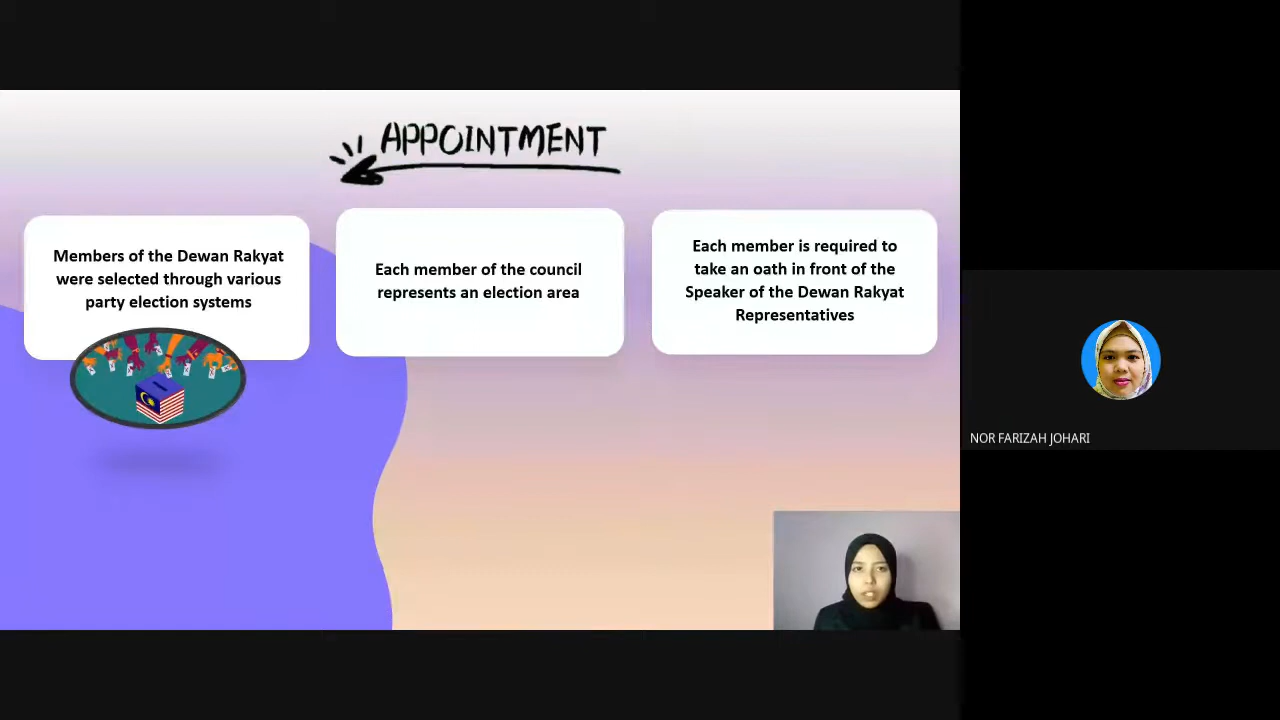 APPOINTMENT
Members of the Dewan Rakyat
were selected through various
party election systems
Each member of the council
represents an election area
Each member is required to
take an oath in front of the
Speaker of the Dewan Rakyat
Representatives
NOR FARIZAH JOHARI